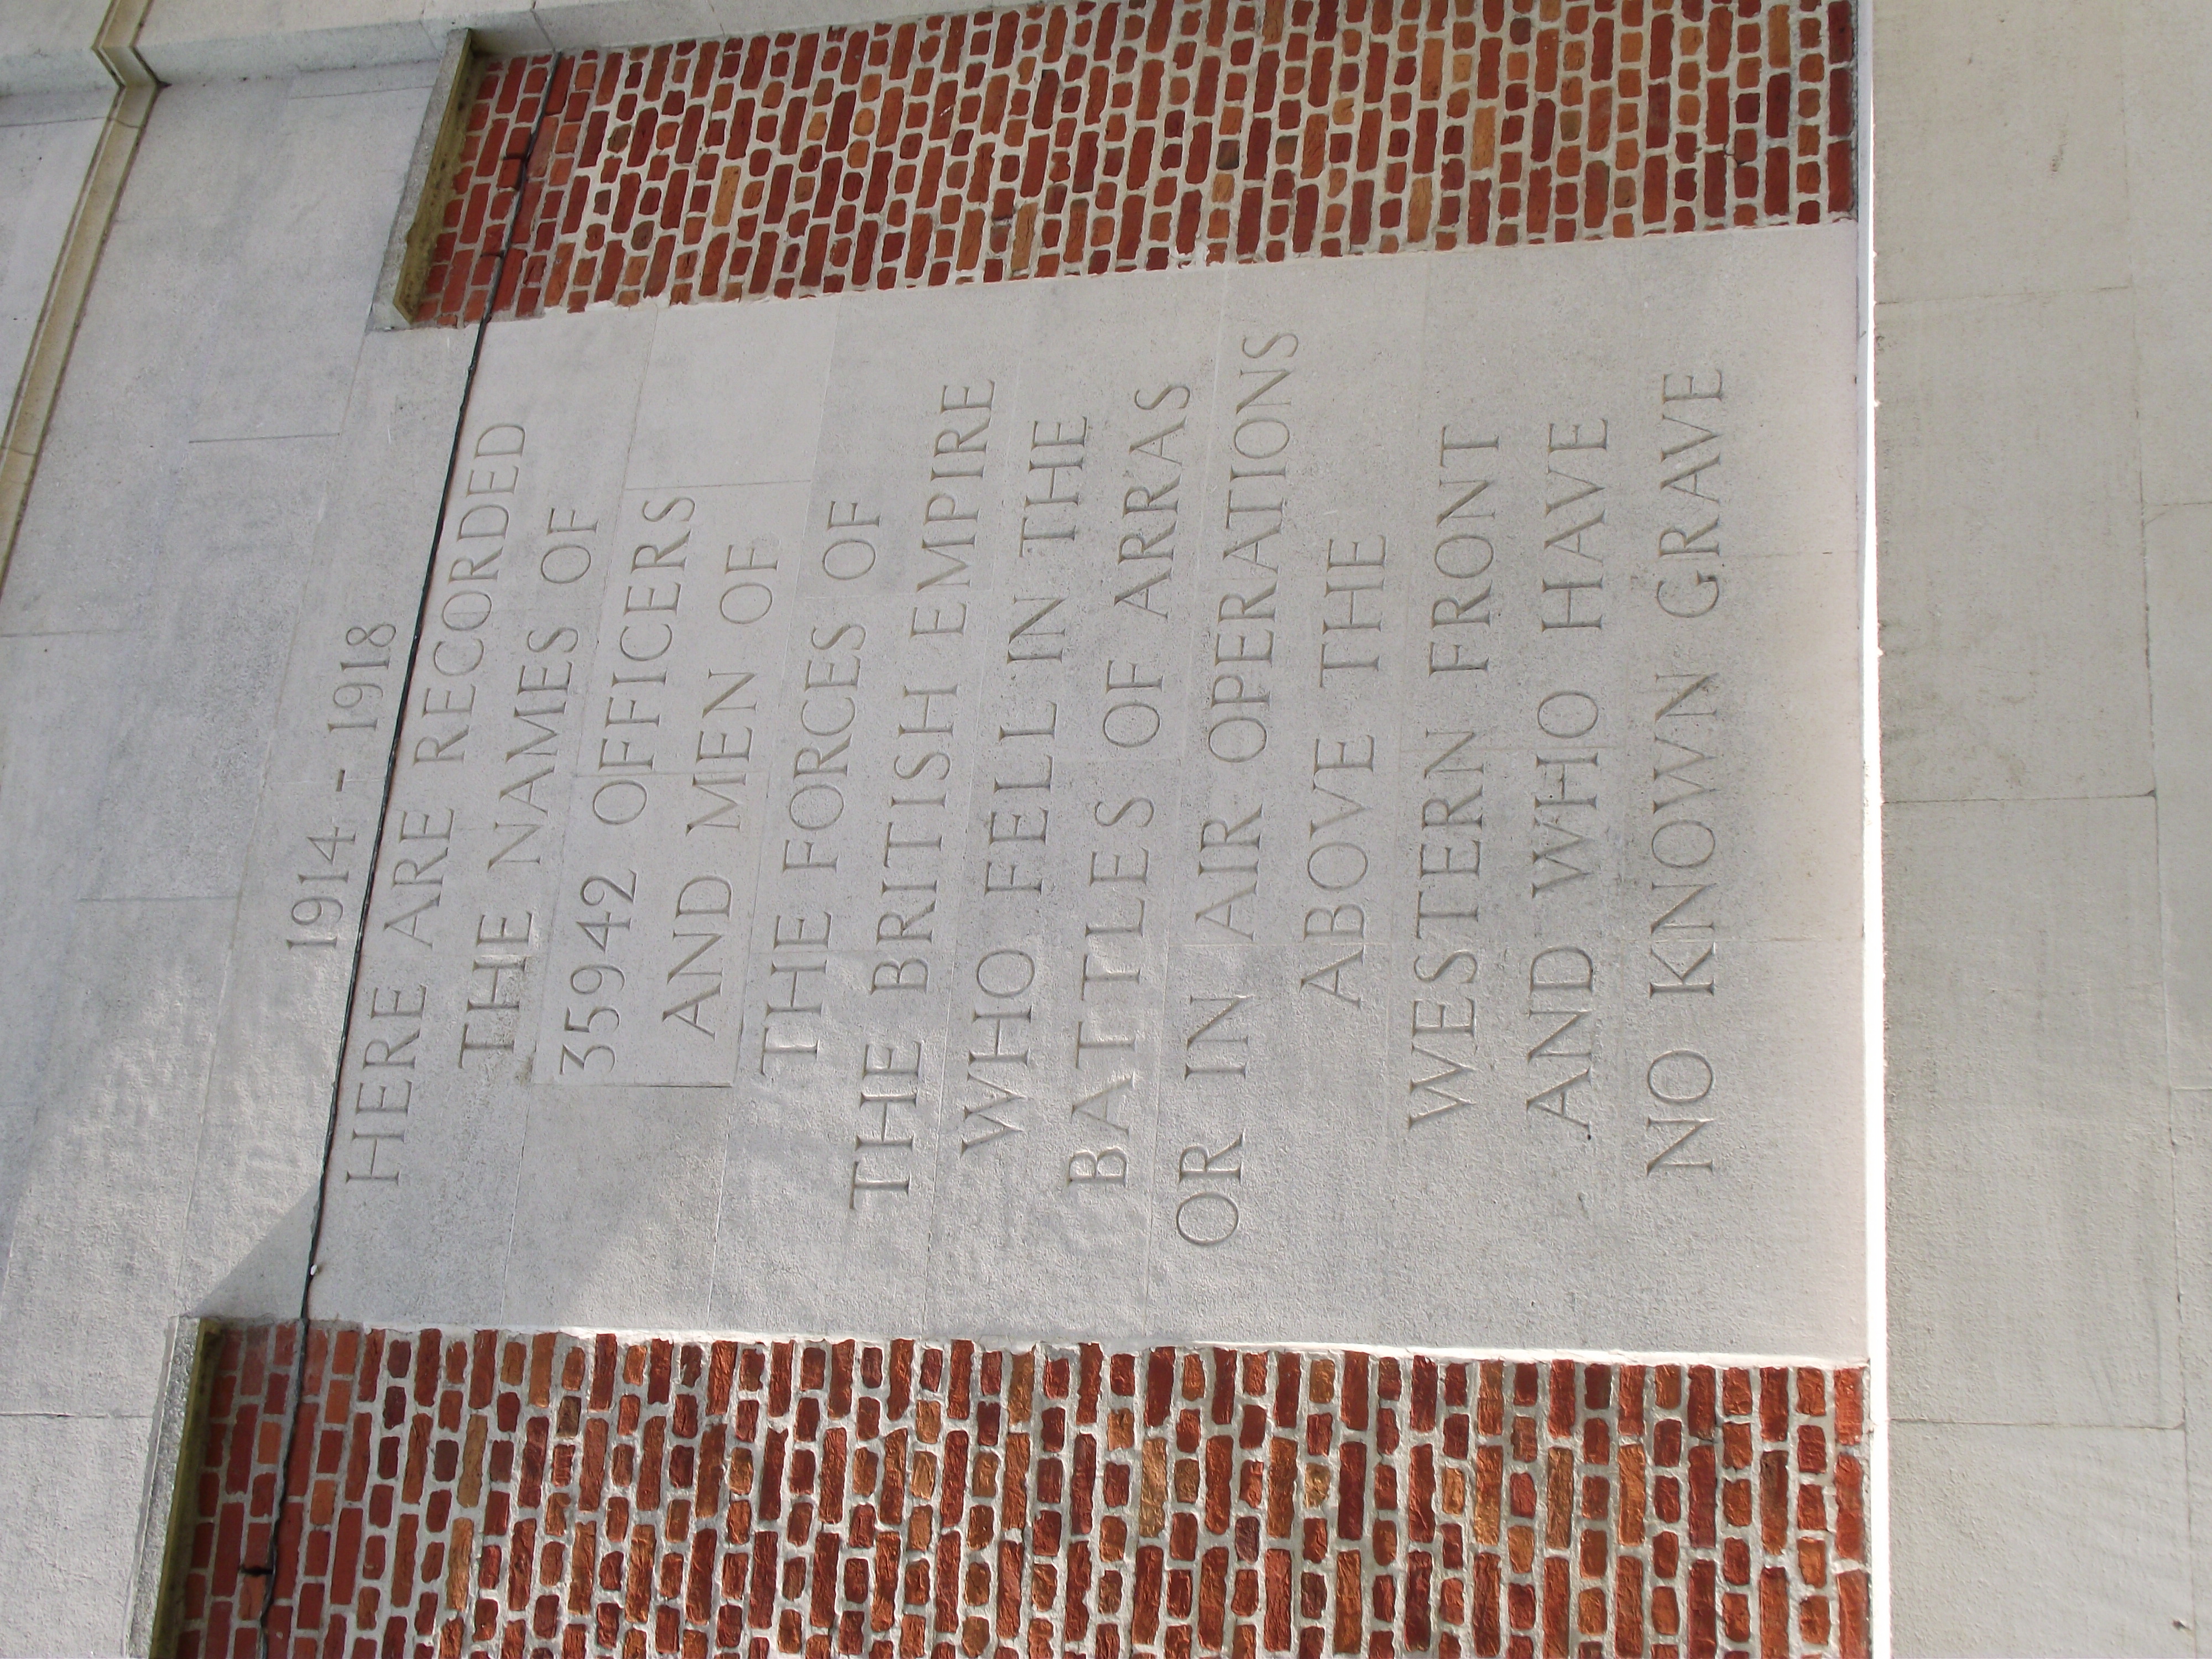 1914 - 1918
HERE ARE RECORDED
THE NAMES OF
35942 OFFICERS
AND MEN OF
THE FORCES OF
THE BRITISH EMPIRE
WHO FELL IN THE
BATTLES OF ARRAS
OR IN AIR OPERATIONS
ABOVE THE
WESTERN FRONT
AND WHO HAVE
NO KNOWN GRAVE